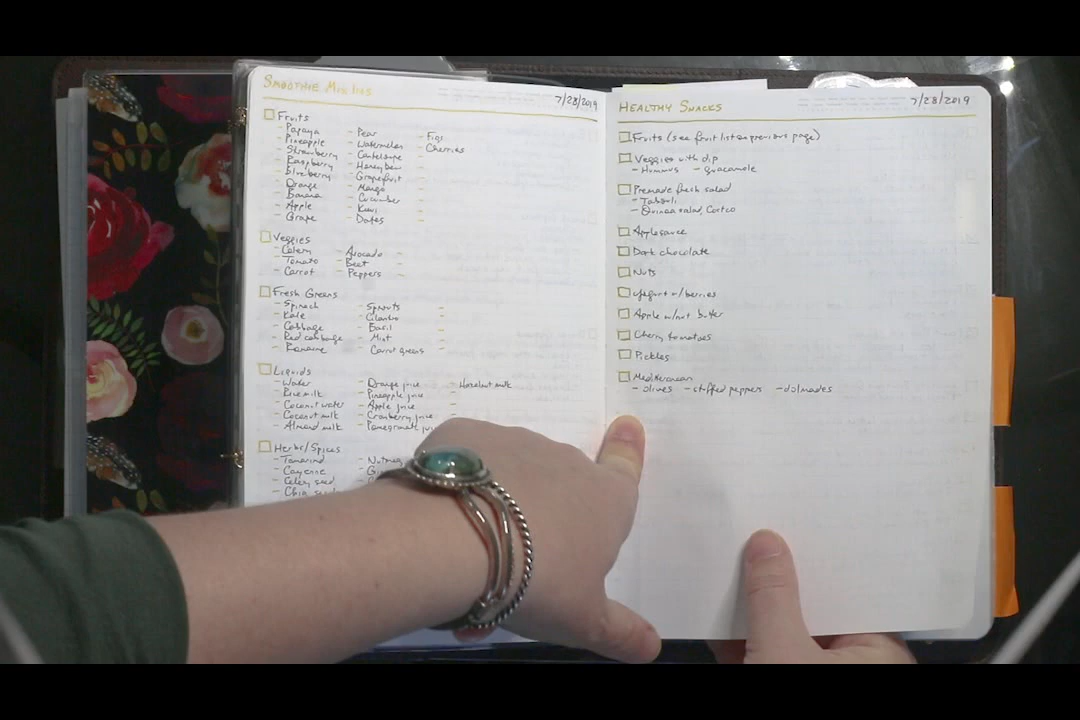 SMOOTHIE MIX-INS
7/28/2019
Fruits
- Papaya - Pear - Figs
- Pineapple - Watermelon - Cherries
- Strawberry - Cantelope -
- Raspberry - Honeydew -
- Blueberry - Grapefruit -
- Orange - Mango -
- Banana - Cucumber -
- Apple - Kiwi -
- Grape - Dates -
Veggies
- Celery - Avocado -
- Tomato - Beet -
- Carrot - Peppers -
Fresh Greens
- Spinach - Sprouts -
- Kale - Cilantro -
- Cabbage - Basil -
- Red cabbage - Mint -
- Romaine - Carrot greens -
Liquids
- Water - Orange juice - Hazelnut milk
- Rice milk - Pineapple juice -
- Coconut water - Apple juice -
- Coconut milk - Cranberry juice -
- Almond milk - Pomegranate
Herbs/Spices
- Tamarind - Nutmeg
- Cayenne
- Celery seed
- Chia seed
HEALTHY SNACKS
7/28/2019
Fruits (see fruit list on previous page)
Veggies with dip
- Hummus - guacamole
Premade fresh salad
- Tabouli
- Quinoa salad, Costco
Applesauce
Dark chocolate
Nuts
Yogurt w/berries
Apple w/nut butter
Cherry tomatoes
Pickles
Mediterranean
- olives - stuffed peppers - dolmades